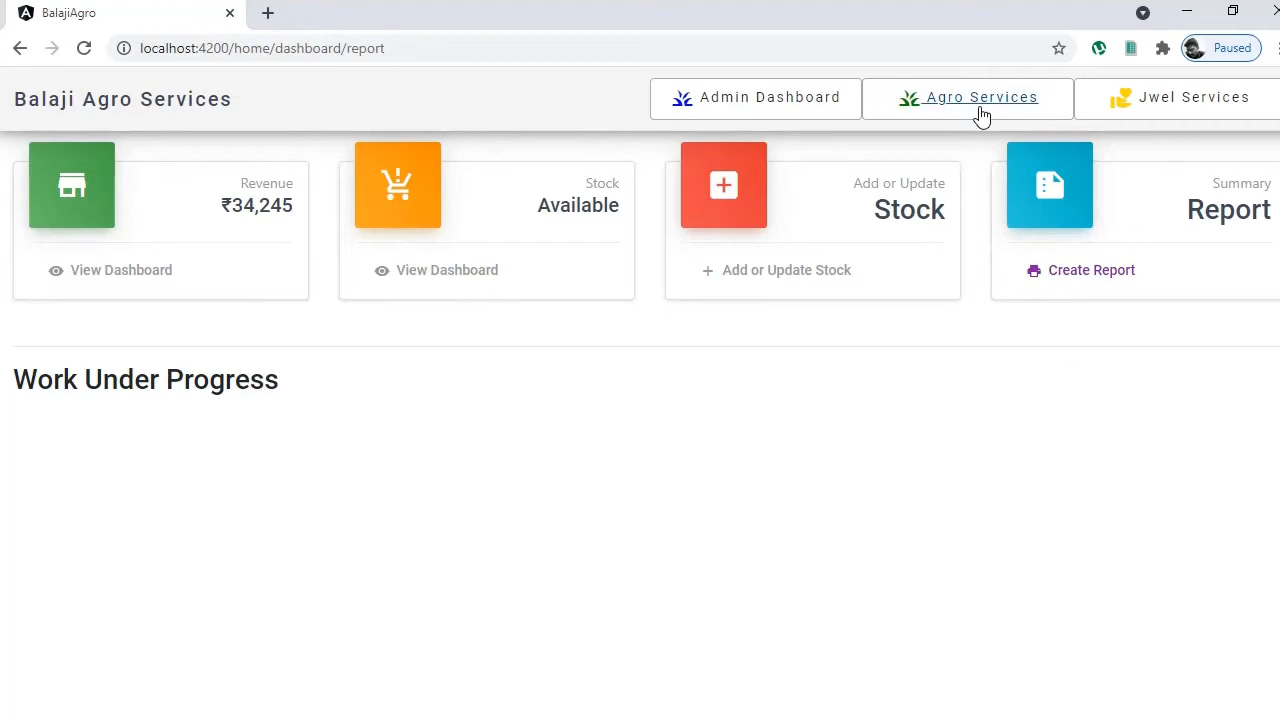 BalajiAgro
localhost:4200/home/dashboard/report
Paused
Balaji Agro Services
Admin Dashboard
Agro Services
Jwel Services
Revenue
₹34,245
View Dashboard
Stock
Available
View Dashboard
Add or Update
Stock
Add or Update Stock
Summary
Report
Create Report
Work Under Progress